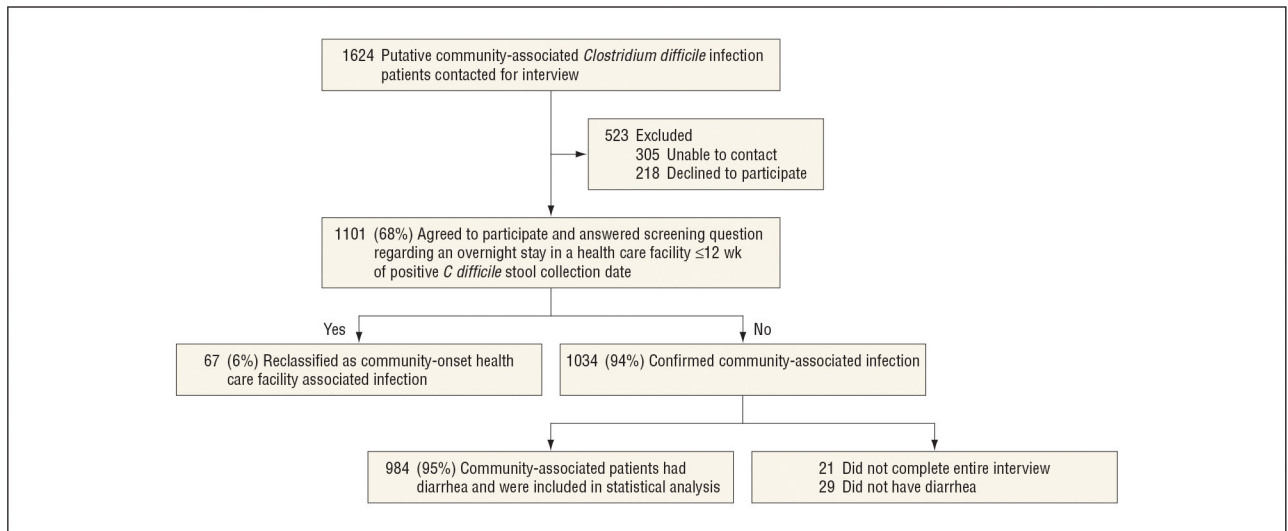 1624 Putative community-associated Clostridium difficile infection
patients contacted for interview
523 Excluded
305 Unable to contact
218 Declined to participate
1101 (68%) Agreed to participate and answered screening question
regarding an overnight stay in a health care facility ≤12 wk
of positive C difficile stool collection date
Yes
No
67 (6%) Reclassified as community-onset health
care facility associated infection
1034 (94%) Confirmed community-associated infection
984 (95%) Community-associated patients had
diarrhea and were included in statistical analysis
21 Did not complete entire interview
29 Did not have diarrhea